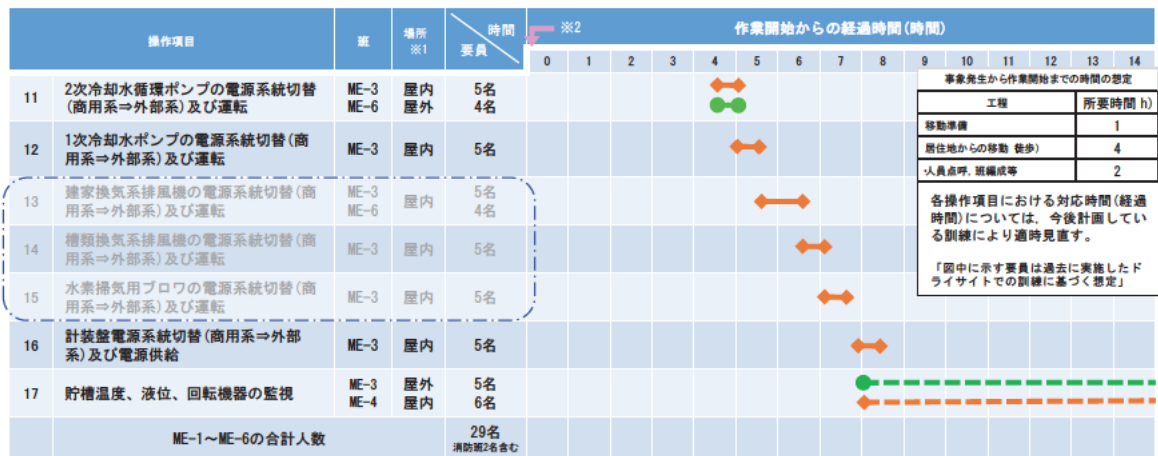 操作項目 班 場所 ※1 時間 要員 ※2 作業開始からの経過時間(時間)
0 1 2 3 4 5 6 7 8 9 10 11 12 13 14
11 2次冷却水循環ポンプの電源系統切替 ME-3 屋内 5名
(商用系⇒外部系)及び運転 ME-6 屋外 4名
12 1次冷却水ポンプの電源系統切替(商 ME-3 屋内 5名
用系⇒外部系)及び運転
13 建家換気系排風機の電源系統切替(商 ME-3 屋内 5名
用系⇒外部系)及び運転 ME-6 4名
14 槽類換気系排風機の電源系統切替(商 ME-3 屋内 5名
用系⇒外部系)及び運転
15 水素掃気用ブロワの電源系統切替(商 ME-3 屋内 5名
用系⇒外部系)及び運転
16 計装盤電源系統切替(商用系⇒外部 ME-3 屋内 5名
系)及び電源供給
17 貯槽温度、液位、回転機器の監視 ME-3 屋外 5名
ME-4 屋内 6名
ME-1～ME-6の合計人数 29名
消防班2名含む
事象発生から作業開始までの時間の想定
工程 所要時間 h)
移動準備 1
居住地からの移動 徒歩) 4
・人員点呼、班編成等 2
各操作項目における対応時間(経過
時間)については、今後計画してい
る訓練により適時見直す。
「図中に示す要員は過去に実施したド
ライサイトでの訓練に基づく想定」